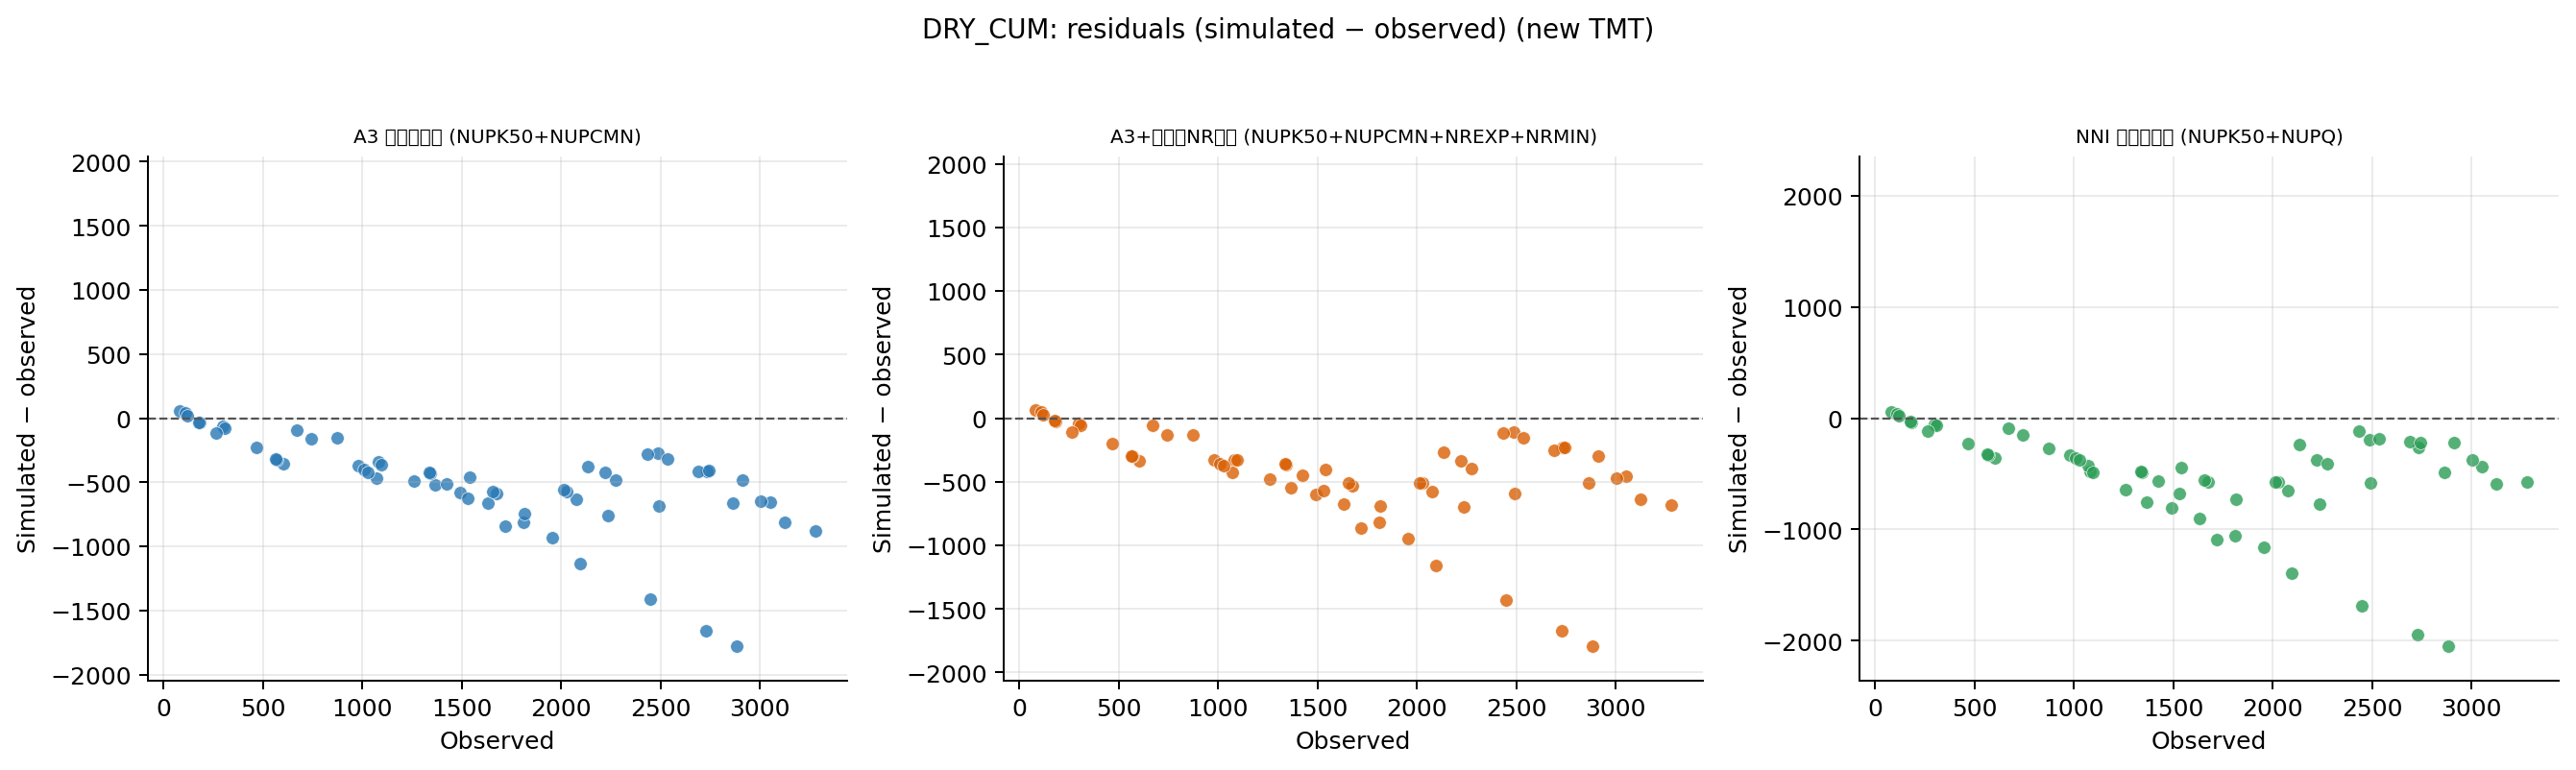 DRY_CUM: residuals (simulated − observed) (new TMT)
A3 (NUPK50+NUPCMN)
2000
1500
1000
500
0
−500
−1000
−1500
−2000
Simulated − observed
0 500 1000 1500 2000 2500 3000
Observed
A3+ NR (NUPK50+NUPCMN+NREXP+NRMIN)
2000
1500
1000
500
0
−500
−1000
−1500
−2000
Simulated − observed
0 500 1000 1500 2000 2500 3000
Observed
NNI (NUPK50+NUPQ)
2000
1000
0
−1000
−2000
Simulated − observed
0 500 1000 1500 2000 2500 3000
Observed